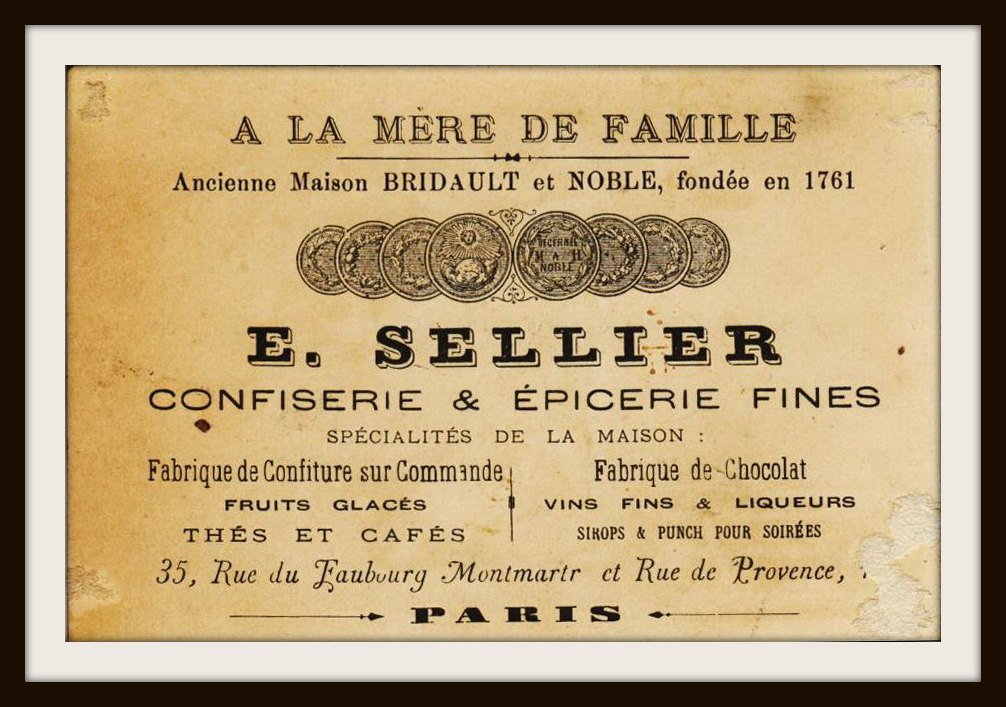 A LA MÈRE DE FAMILLE
Ancienne Maison BRIDAULT et NOBLE, fondée en 1761
DECERNÉE
M A H
NOBLE
E. SELLIER
CONFISERIE & ÉPICERIE FINES
SPÉCIALITÉS DE LA MAISON :
Fabrique de Confiture sur Commande
FRUITS GLACÉS
THÉS ET CAFÉS
Fabrique de Chocolat
VINS FINS & LIQUEURS
SIROPS & PUNCH POUR SOIRÉES
35, Rue du Faubourg Montmartr et Rue de Provence,
PARIS